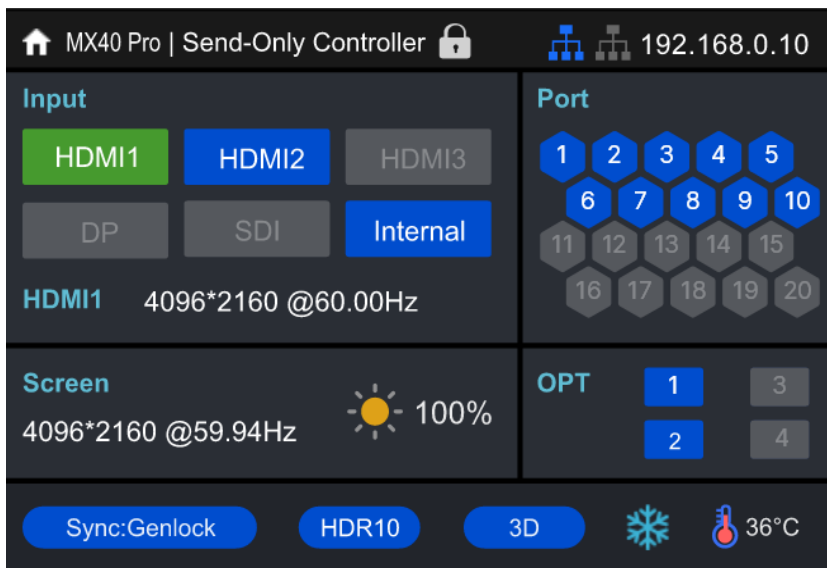 MX40 Pro | Send-Only Controller 192.168.0.10
Input
HDMI1 HDMI2 HDMI3
DP SDI Internal
HDMI1 4096*2160 @60.00Hz
Port
1 2 3 4 5
6 7 8 9 10
11 12 13 14 15
16 17 18 19 20
Screen
4096*2160 @59.94Hz 100%
OPT 1 3
2 4
Sync:Genlock HDR10 3D 36°C